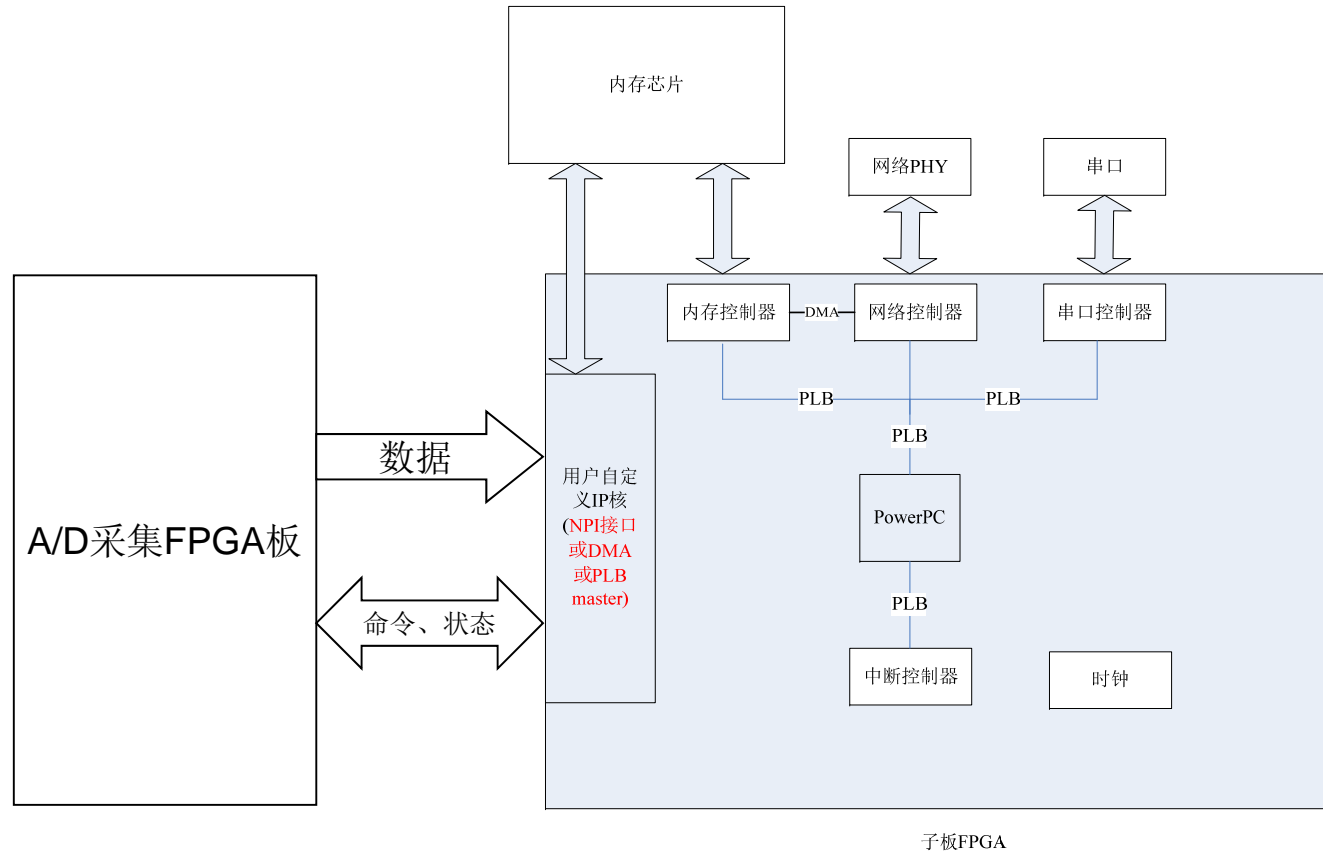 内存芯片
网络PHY
串口
内存控制器
DMA
网络控制器
串口控制器
PLB
PLB
PLB
数据
用户自定
义IP核
(NPI接口
或DMA
或PLB
master)
PowerPC
A/D采集FPGA板
PLB
命令、状态
中断控制器
时钟
子板FPGA